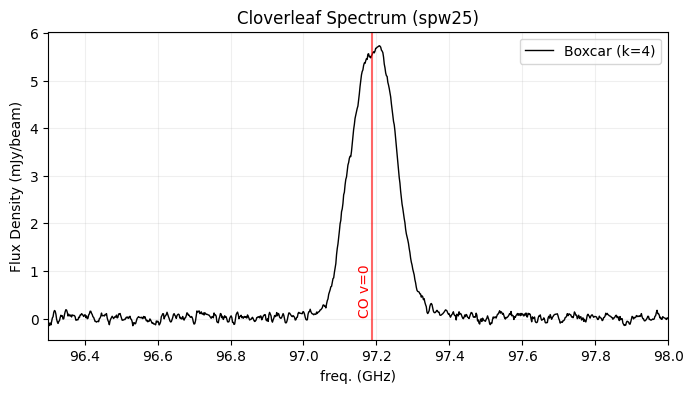 Cloverleaf Spectrum (spw25)
Boxcar (k=4)
Flux Density (mJy/beam)
6
5
4
3
2
1
0
CO v=0
96.4 96.6 96.8 97.0 97.2 97.4 97.6 97.8 98.0
freq. (GHz)